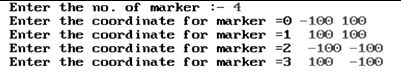 Enter the no. of marker :- 4
Enter the coordinate for marker =0 -100 100
Enter the coordinate for marker =1 100 100
Enter the coordinate for marker =2 -100 -100
Enter the coordinate for marker =3 100 -100